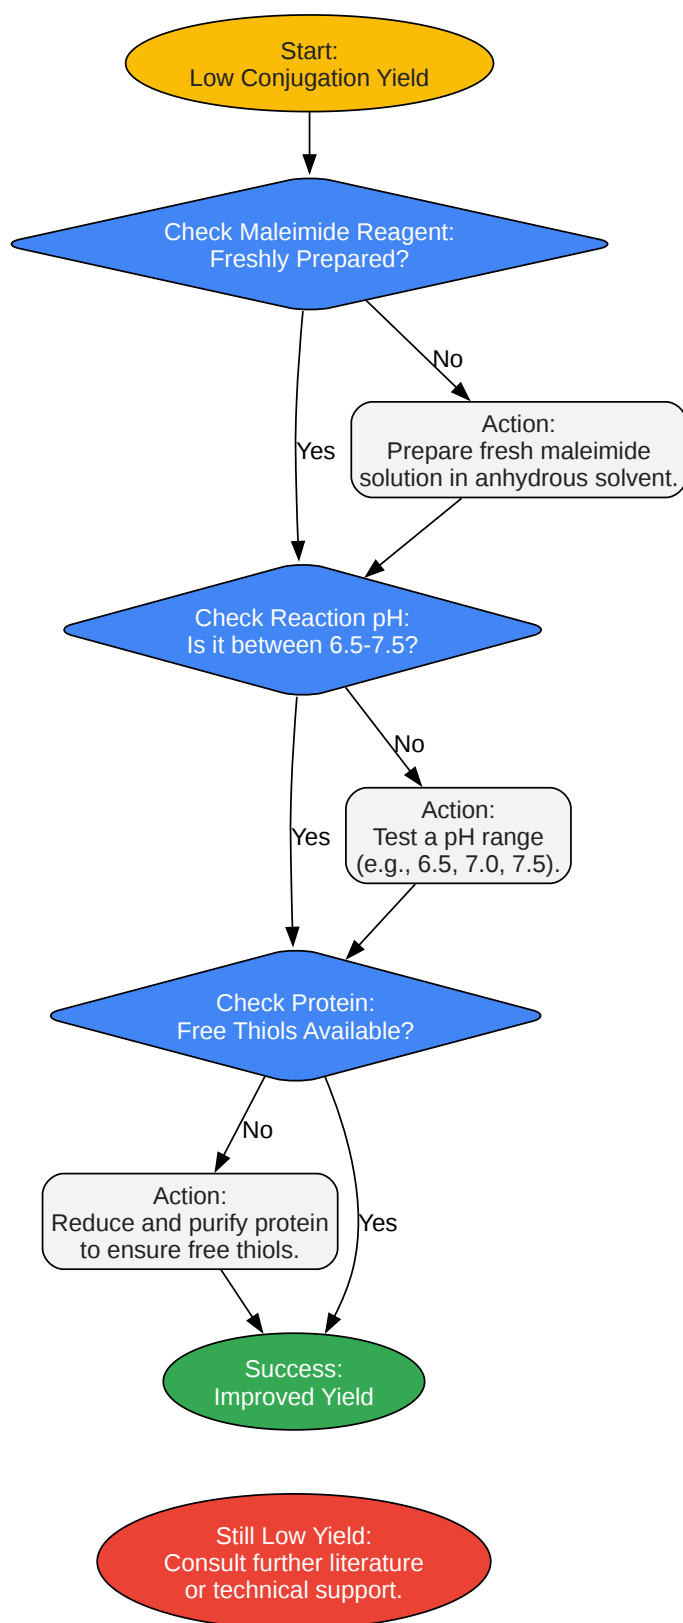 Start:
Low Conjugation Yield
Check Maleimide Reagent:
Freshly Prepared?
No
Action:
Prepare fresh maleimide
solution in anhydrous solvent.
Yes
Check Reaction pH:
Is it between 6.5-7.5?
No
Action:
Test a pH range
(e.g., 6.5, 7.0, 7.5).
Yes
Check Protein:
Free Thiols Available?
No
Action:
Reduce and purify protein
to ensure free thiols.
Yes
Success:
Improved Yield
Still Low Yield:
Consult further literature
or technical support.